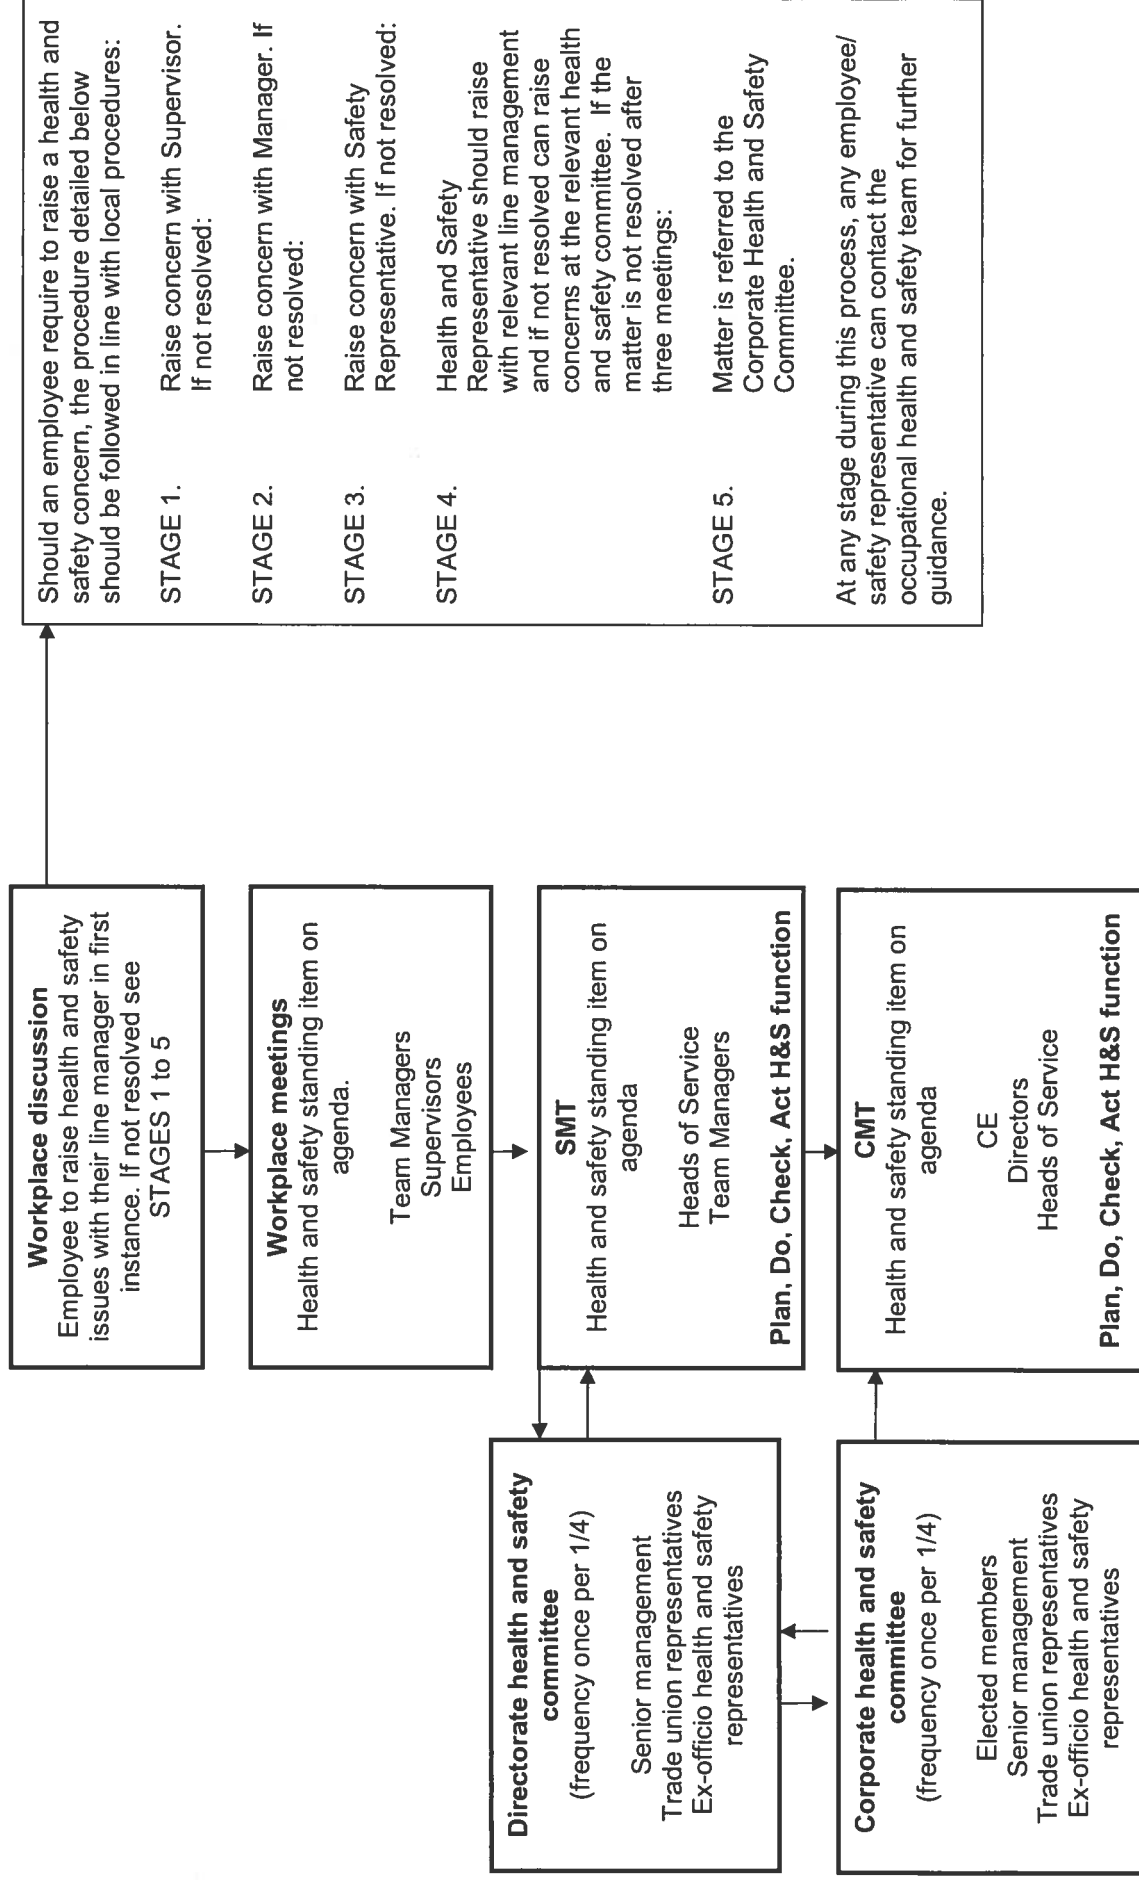 Workplace discussion
Employee to raise health and safety
issues with their line manager in first
instance. If not resolved see
STAGES 1 to 5
Workplace meetings
Health and safety standing item on
agenda.
Team Managers
Supervisors
Employees
SMT
Health and safety standing item on
agenda
Heads of Service
Team Managers
Plan, Do, Check, Act H&S function
CMT
Health and safety standing item on
agenda
CE
Directors
Heads of Service
Plan, Do, Check, Act H&S function
Directorate health and safety
committee
(frequency once per 1/4)
Senior management
Trade union representatives
Ex-officio health and safety
representatives
Corporate health and safety
committee
(frequency once per 1/4)
Elected members
Senior management
Trade union representatives
Ex-officio health and safety
representatives
Should an employee require to raise a health and
safety concern, the procedure detailed below
should be followed in line with local procedures:
STAGE 1. Raise concern with Supervisor.
If not resolved:
STAGE 2. Raise concern with Manager. If
not resolved:
STAGE 3. Raise concern with Safety
Representative. If not resolved:
STAGE 4. Health and Safety
Representative should raise
with relevant line management
and if not resolved can raise
concerns at the relevant health
and safety committee. If the
matter is not resolved after
three meetings:
STAGE 5. Matter is referred to the
Corporate Health and Safety
Committee.
At any stage during this process, any employee/
safety representative can contact the
occupational health and safety team for further
guidance.